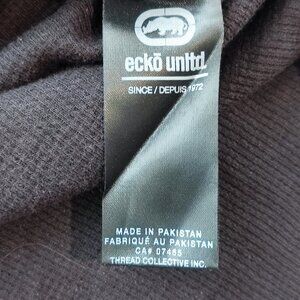 eckō unltd
SINCE / DEPUIS 1972
MADE IN PAKISTAN
FABRIQUÉ AU PAKISTAN
CA# 07465
THREAD COLLECTIVE INC.